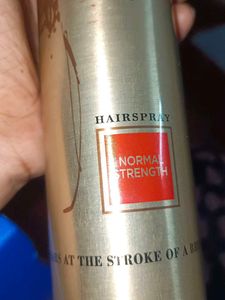 HAIRSPRAY
NORMAL
STRENGTH
AT THE STROKE OF A